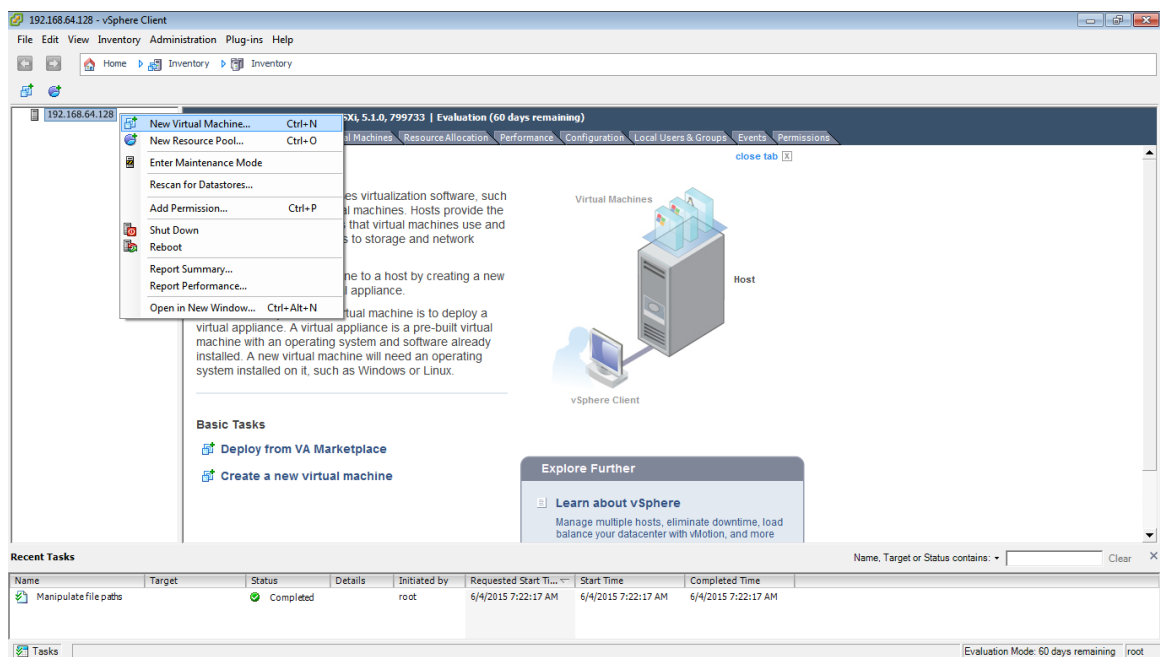 192.168.64.128 - vSphere Client
File Edit View Inventory Administration Plug-ins Help
Home Inventory Inventory
192.168.64.128
SXi, 5.1.0, 799733 | Evaluation (60 days remaining)
al Machines Resource Allocation Performance Configuration Local Users & Groups Events Permissions
New Virtual Machine... Ctrl+N
New Resource Pool... Ctrl+O
Enter Maintenance Mode
Rescan for Datastores...
Add Permission... Ctrl+P
Shut Down
Reboot
Report Summary...
Report Performance...
Open in New Window... Ctrl+Alt+N
close tab X
es virtualization software, such
al machines. Hosts provide the
that virtual machines use and
s to storage and network
ne to a host by creating a new
l appliance.
rtual machine is to deploy a
virtual appliance. A virtual appliance is a pre-built virtual
machine with an operating system and software already
installed. A new virtual machine will need an operating
system installed on it, such as Windows or Linux.
Virtual Machines
Host
vSphere Client
Basic Tasks
Deploy from VA Marketplace
Create a new virtual machine
Explore Further
Learn about vSphere
Manage multiple hosts, eliminate downtime, load
balance your datacenter with vMotion, and more
Recent Tasks
Name, Target or Status contains: Clear
Name Target Status Details Initiated by Requested Start Ti... Start Time Completed Time
Manipulate file paths Completed root 6/4/2015 7:22:17 AM 6/4/2015 7:22:17 AM 6/4/2015 7:22:17 AM
Tasks Evaluation Mode: 60 days remaining root